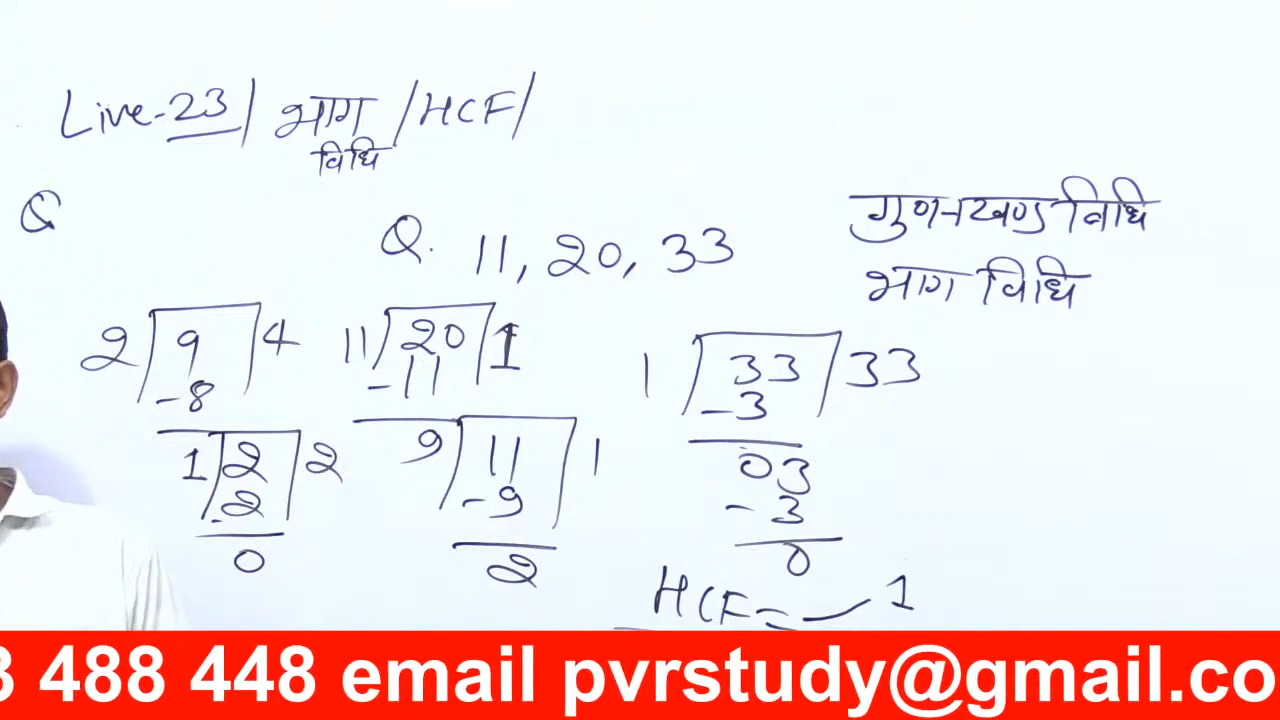 Live-23/ भाग /HCF/
विधि
Q
Q. 11, 20, 33
गुणनखण्ड विधि
भाग विधि
2 9 4
-8
1 2 2
-2
0
11 20 1
-11
9 11 1
-9
2
1 33 33
-3
03
-3
0
HCF = 1
3 488 448 email pvrstudy@gmail.co